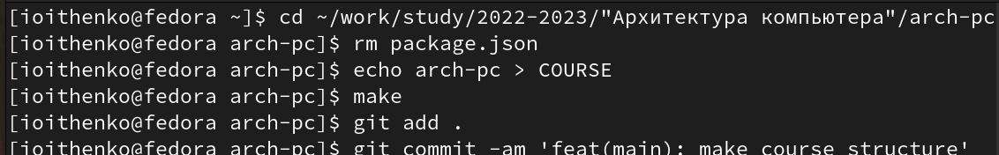 [ioithenko@fedora ~]$ cd ~/work/study/2022-2023/"Архитектура компьютера"/arch-pc
[ioithenko@fedora arch-pc]$ rm package.json
[ioithenko@fedora arch-pc]$ echo arch-pc > COURSE
[ioithenko@fedora arch-pc]$ make
[ioithenko@fedora arch-pc]$ git add .
[ioithenko@fedora arch-pc]$ git commit -am 'feat(main): make course structure'